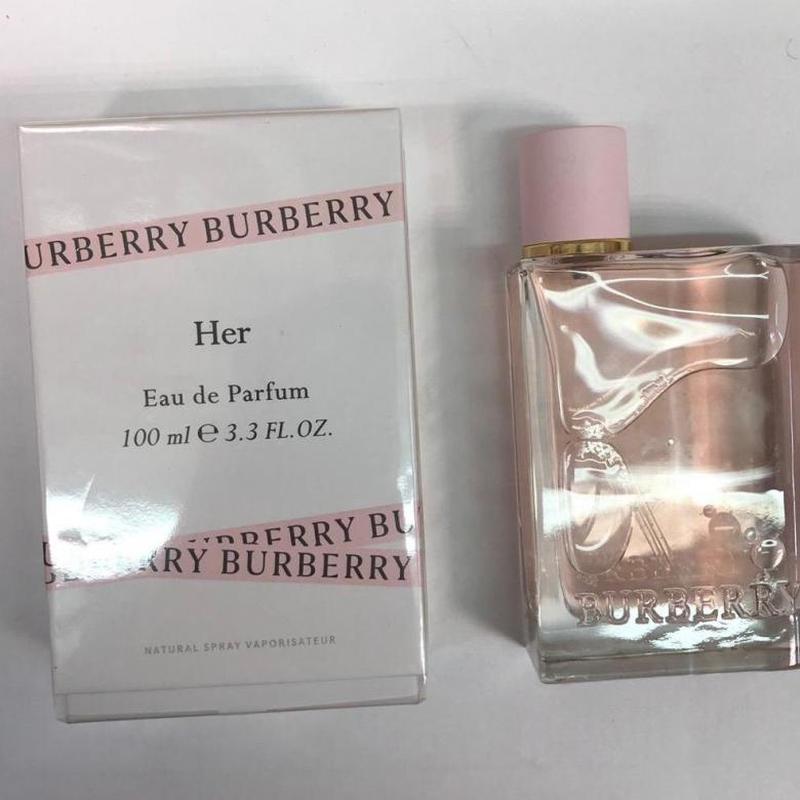 URBERRY BURBERRY
Her
Eau de Parfum
100 ml ℮ 3.3 FL.OZ.
BURBERRY BU
RRY BURBERRY
NATURAL SPRAY VAPORISATEUR
BURBERRY